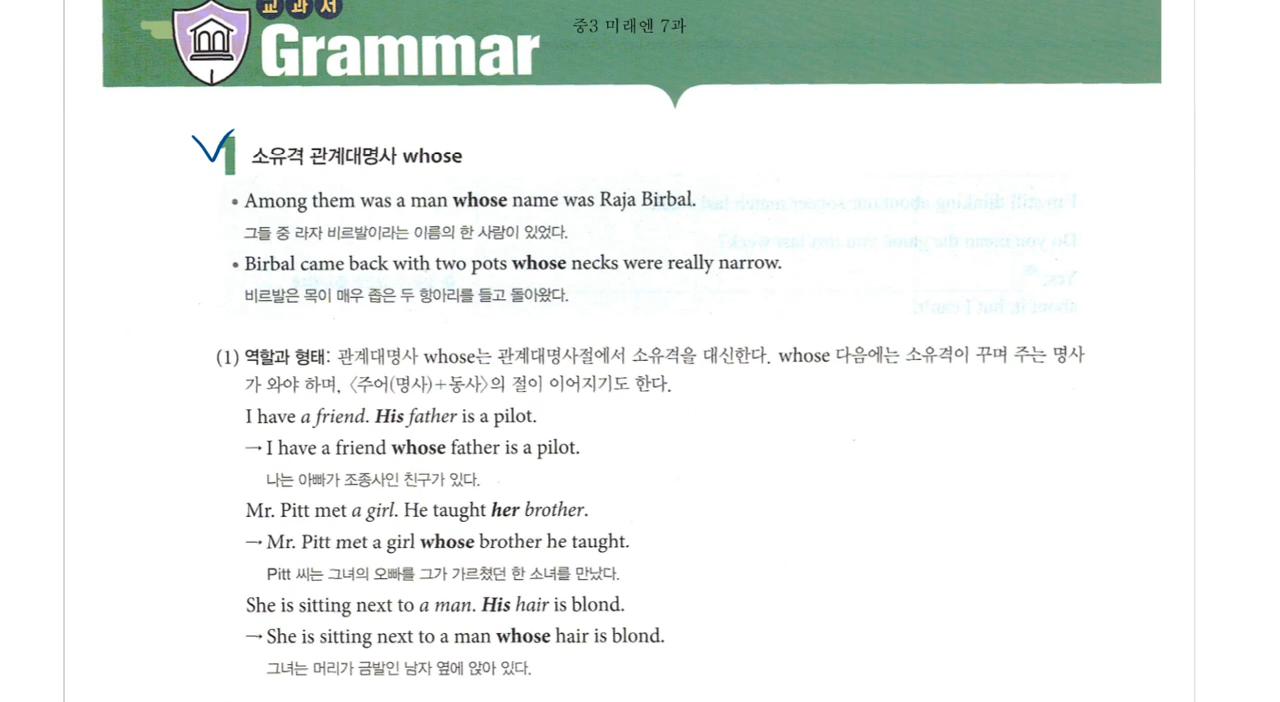 교과서
중3 미래엔 7과
Grammar
1 소유격 관계대명사 whose
• Among them was a man whose name was Raja Birbal.
그들 중 라자 비르발이라는 이름의 한 사람이 있었다.
• Birbal came back with two pots whose necks were really narrow.
비르발은 목이 매우 좁은 두 항아리를 들고 돌아왔다.
(1) 역할과 형태: 관계대명사 whose는 관계대명사절에서 소유격을 대신한다. whose 다음에는 소유격이 꾸며 주는 명사
가 와야 하며, 〈주어(명사)+동사〉의 절이 이어지기도 한다.
I have a friend. His father is a pilot.
→ I have a friend whose father is a pilot.
나는 아빠가 조종사인 친구가 있다.
Mr. Pitt met a girl. He taught her brother.
→ Mr. Pitt met a girl whose brother he taught.
Pitt 씨는 그녀의 오빠를 그가 가르쳤던 한 소녀를 만났다.
She is sitting next to a man. His hair is blond.
→ She is sitting next to a man whose hair is blond.
그녀는 머리가 금발인 남자 옆에 앉아 있다.